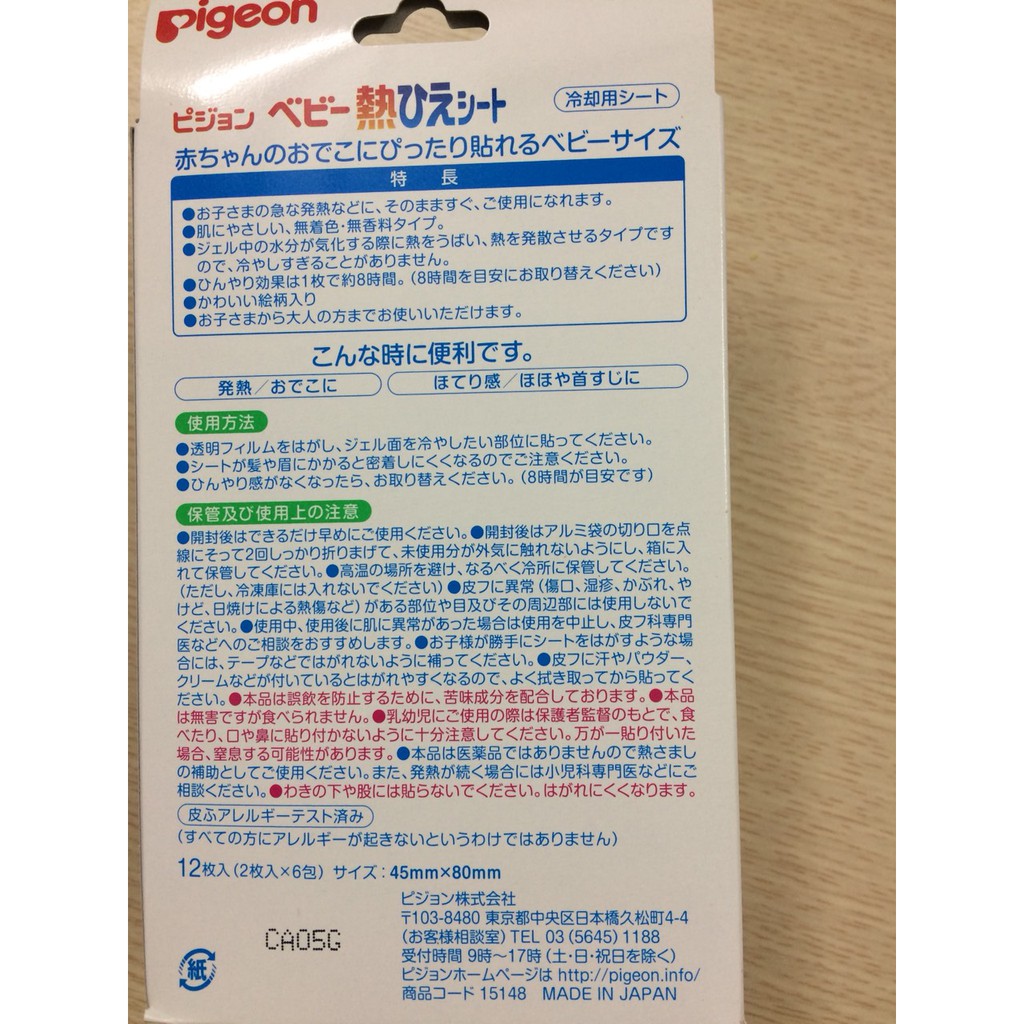 Pigeon
ピジョン ベビー 熱ひえシート
冷却用シート
赤ちゃんのおでこにぴったり貼れるベビーサイズ
特 長
●お子さまの急な発熱などに、そのまますぐ、ご使用になれます。
●肌にやさしい、無着色・無香料タイプ。
●ジェル中の水分が気化する際に熱をうばい、熱を発散させるタイプです
ので、冷やしすぎることがありません。
●ひんやり効果は1枚で約8時間。(8時間を目安にお取り替えください)
●かわいい絵柄入り
●お子さまから大人の方までお使いいただけます。
こんな時に便利です。
発熱/おでこに
ほてり感/ほほや首すじに
使用方法
●透明フィルムをはがし、ジェル面を冷やしたい部位に貼ってください。
●シートが髪や眉にかかると密着しにくくなるのでご注意ください。
●ひんやり感がなくなったら、お取り替えください。(8時間が目安です)
保管及び使用上の注意
●開封後はできるだけ早めにご使用ください。●開封後はアルミ袋の切り口を点
線にそって2回しっかり折りまげて、未使用分が外気に触れないようにし、箱に入
れて保管してください。●高温の場所を避け、なるべく冷所に保管してください。
(ただし、冷凍庫には入れないでください)●皮フに異常(傷口、湿疹、かぶれ、や
けど、日焼けによる熱傷など)がある部位や目及びその周辺部には使用しないで
ください。●使用中、使用後に肌に異常があった場合は使用を中止し、皮フ科専門
医などへのご相談をおすすめします。●お子様が勝手にシートをはがすような場
合には、テープなどではがれないように補ってください。●皮フに汗やパウダー、
クリームなどが付いているとはがれやすくなるので、よく拭き取ってから貼ってく
ださい。●本品は誤飲を防止するために、苦味成分を配合しております。●本品
は無害ですが食べられません。●乳幼児にご使用の際は保護者監督のもとで、食
べたり、口や鼻に貼り付かないように十分注意してください。万が一貼り付いた
場合、窒息する可能性があります。●本品は医薬品ではありませんので熱さまし
の補助としてご使用ください。また、発熱が続く場合には小児科専門医などにご
相談ください。●わきの下や股には貼らないでください。はがれにくくなります。
皮ふアレルギーテスト済み
(すべての方にアレルギーが起きないというわけではありません)
12枚入(2枚入×6包) サイズ:45mm×80mm
ピジョン株式会社
〒103-8480 東京都中央区日本橋久松町4-4
(お客様相談室)TEL 03(5645)1188
受付時間 9時〜17時(土・日・祝日を除く)
ピジョンホームページは http://pigeon.info/
商品コード 15148 MADE IN JAPAN
CA05G
紙